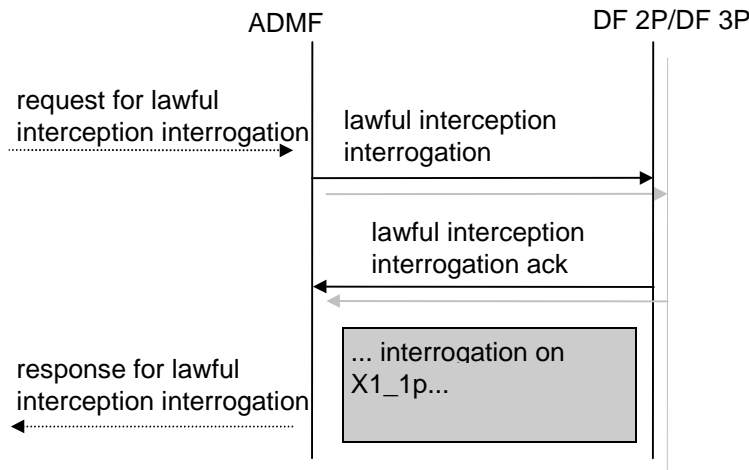 ADMF
DF 2P/DF 3P
request for lawful
interception interrogation
lawful interception
interrogation
lawful interception
interrogation ack
... interrogation on
X1_1p...
response for lawful
interception interrogation